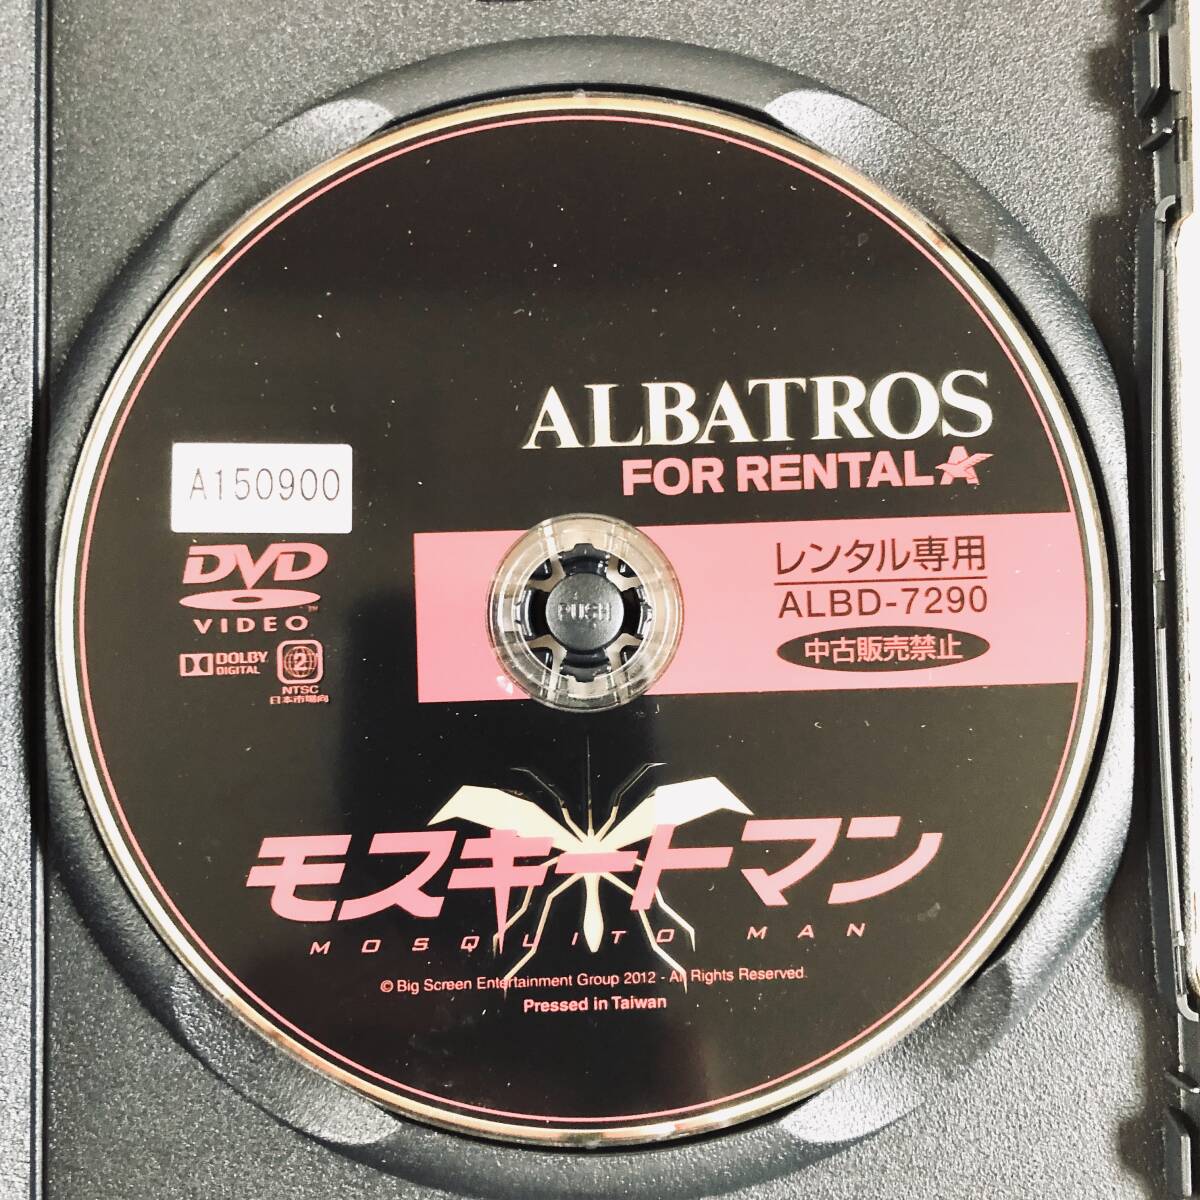 ALBATROS
FOR RENTAL
A150900
DVD
VIDEO
DOLBY
DIGITAL
2
NTSC
日本市場向
レンタル専用
ALBD-7290
中古販売禁止
PUSH
モスキートマン
MOSQUITO MAN
© Big Screen Entertainment Group 2012 - All Rights Reserved.
Pressed in Taiwan